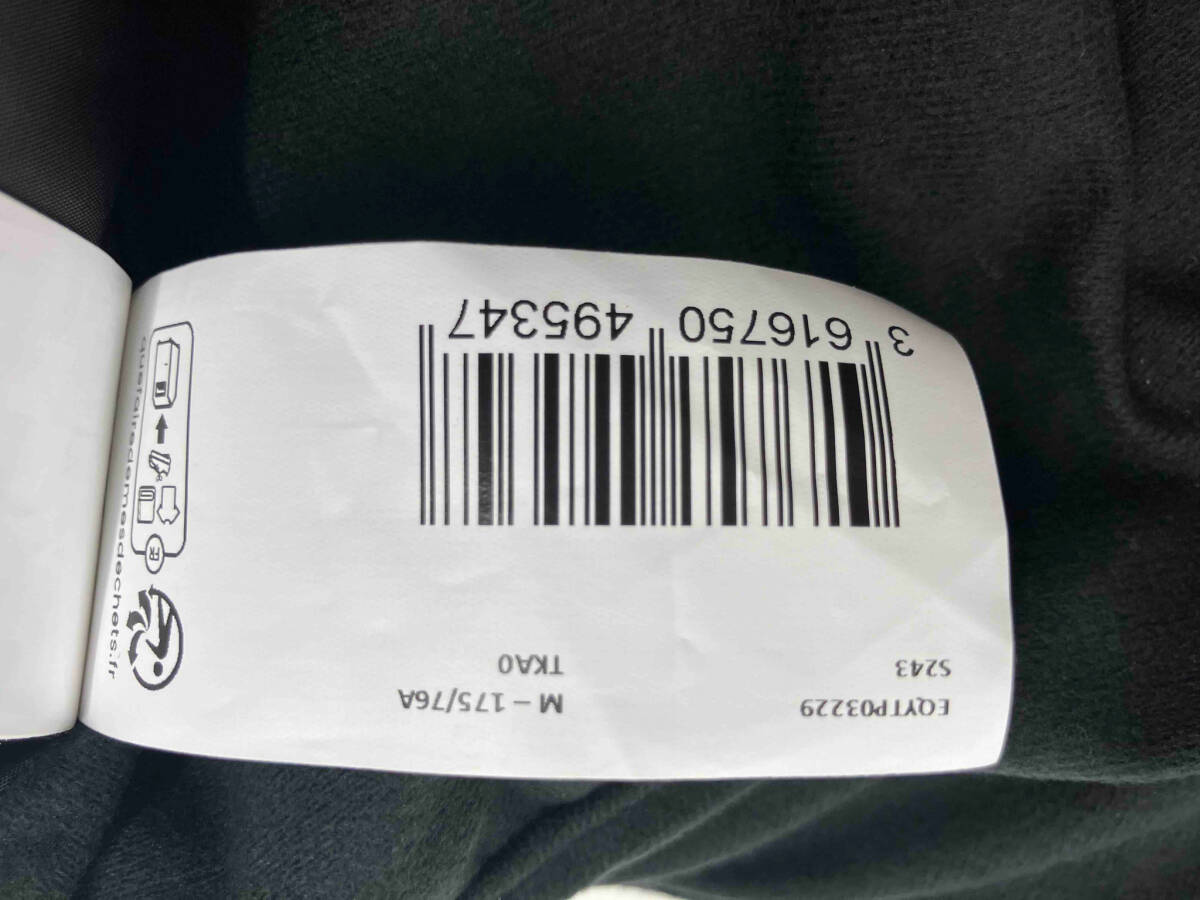 EQYTP03229
M – 175/76A
S243
TKA0
3 616750 495347
FR
quefairedemesdechets.fr